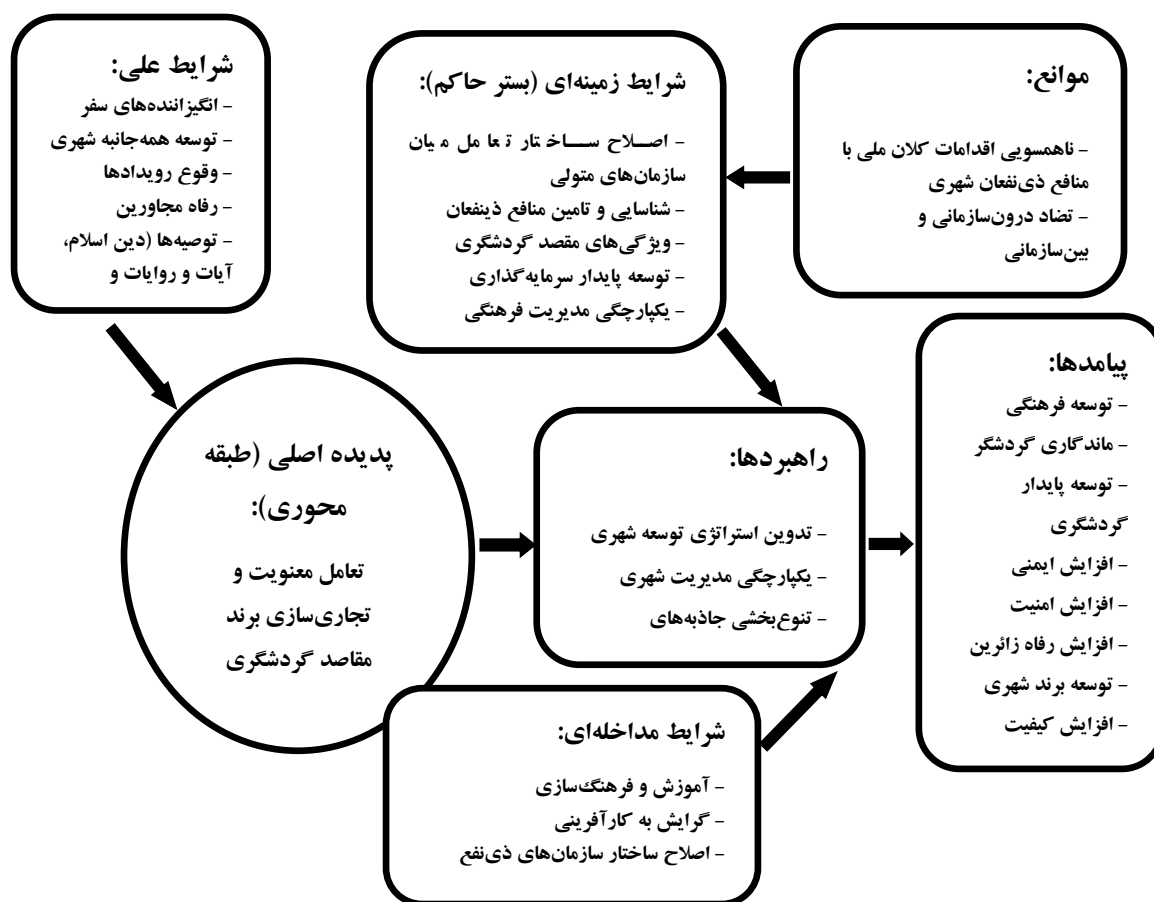 شرایط علی:
- انگیزاننده‌های سفر
- توسعه همه‌جانبه شهری
- وقوع رویدادها
- رفاه مجاورین
- توصیه‌ها (دین اسلام،
آیات و روایات و
شرایط زمینه‌ای (بستر حاکم):
- اصلاح ساختار تعامل میان
سازمان‌های متولی
- شناسایی و تامین منافع ذینفعان
- ویژگی‌های مقصد گردشگری
- توسعه پایدار سرمایه‌گذاری
- یکپارچگی مدیریت فرهنگی
موانع:
- ناهمسویی اقدامات کلان ملی با
منافع ذی‌نفعان شهری
- تضاد درون‌سازمانی و
بین‌سازمانی
پدیده اصلی (طبقه
محوری):
تعامل معنویت و
تجاری‌سازی برند
مقاصد گردشگری
راهبردها:
- تدوین استراتژی توسعه شهری
- یکپارچگی مدیریت شهری
- تنوع‌بخشی جاذبه‌های
پیامدها:
- توسعه فرهنگی
- ماندگاری گردشگر
- توسعه پایدار
گردشگری
- افزایش ایمنی
- افزایش امنیت
- افزایش رفاه زائرین
- توسعه برند شهری
- افزایش کیفیت
شرایط مداخله‌ای:
- آموزش و فرهنگ‌سازی
- گرایش به کارآفرینی
- اصلاح ساختار سازمان‌های ذی‌نفع